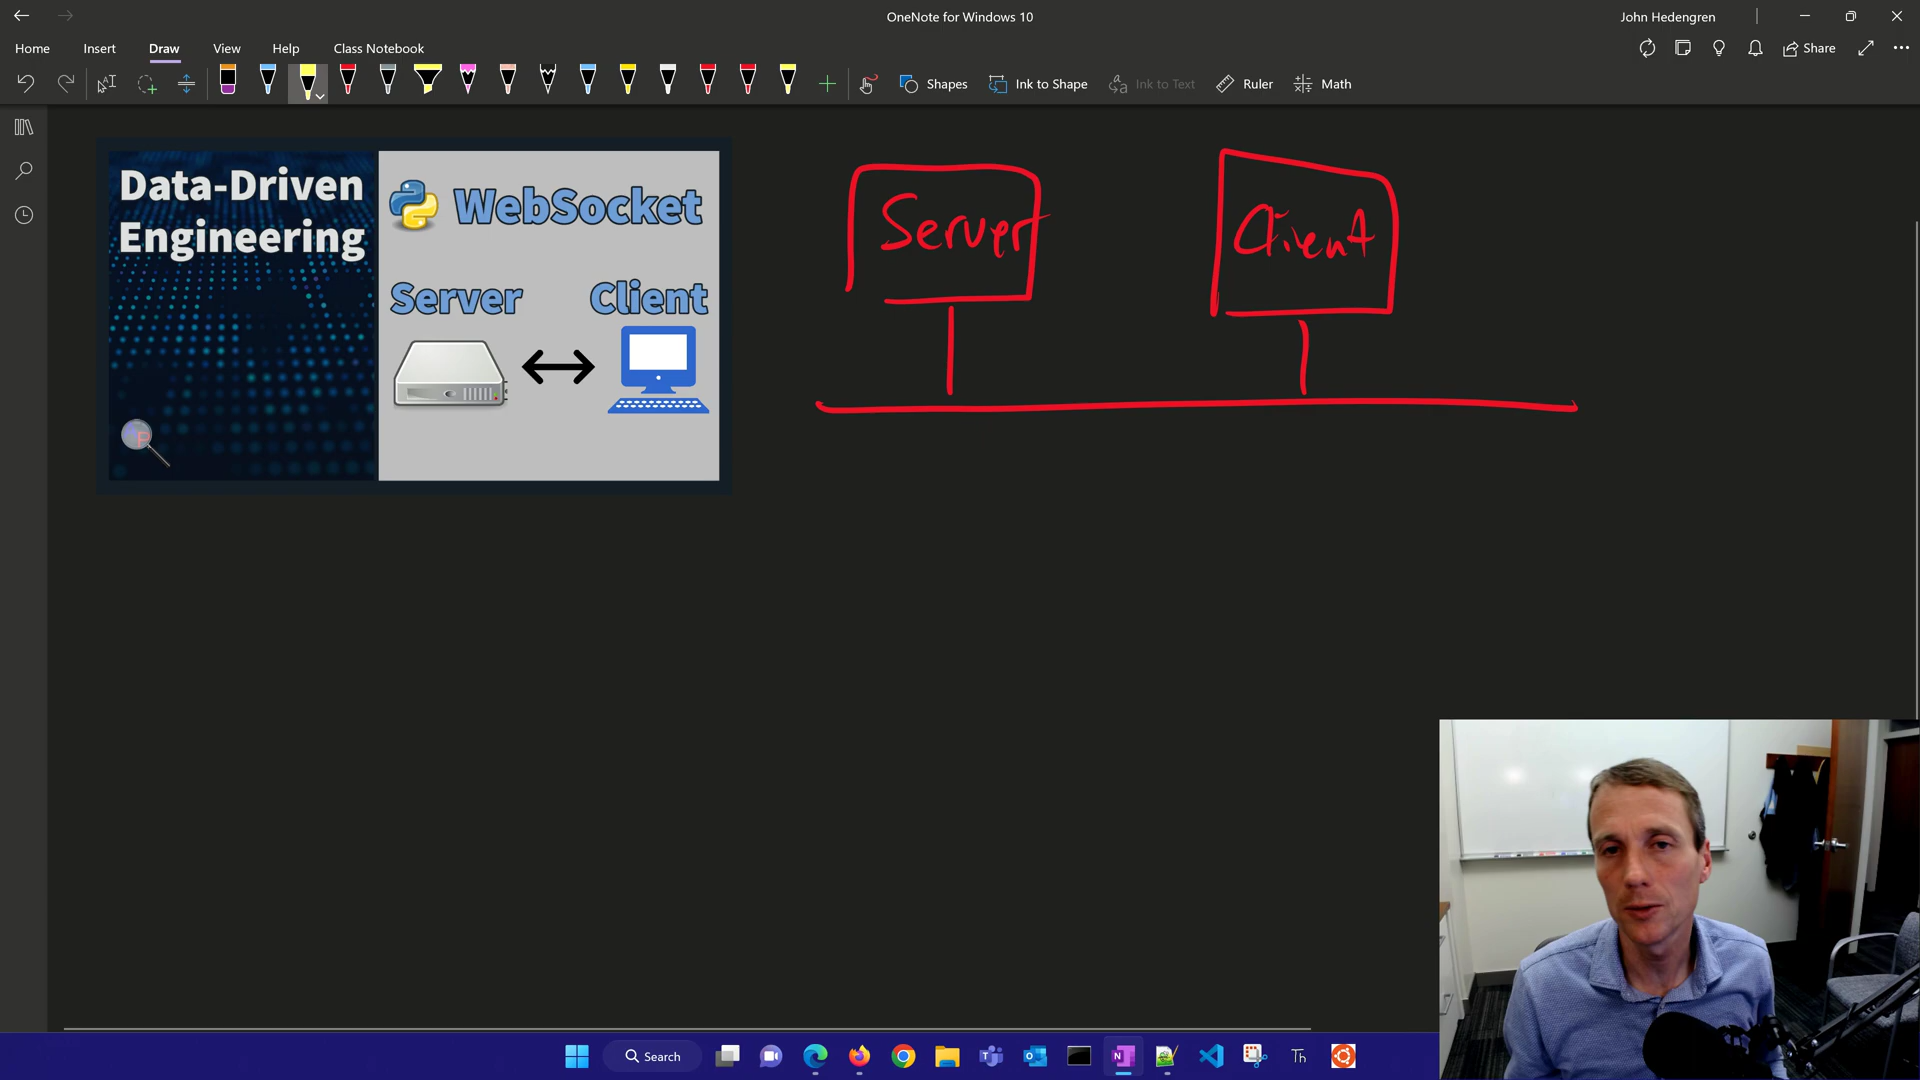 OneNote for Windows 10
John Hedengren
Home
Insert
Draw
View
Help
Class Notebook
Share
Shapes
Ink to Shape
Ink to Text
Ruler
Math
Data-Driven
Engineering
WebSocket
Server
Client
Server
Client
Search
Th